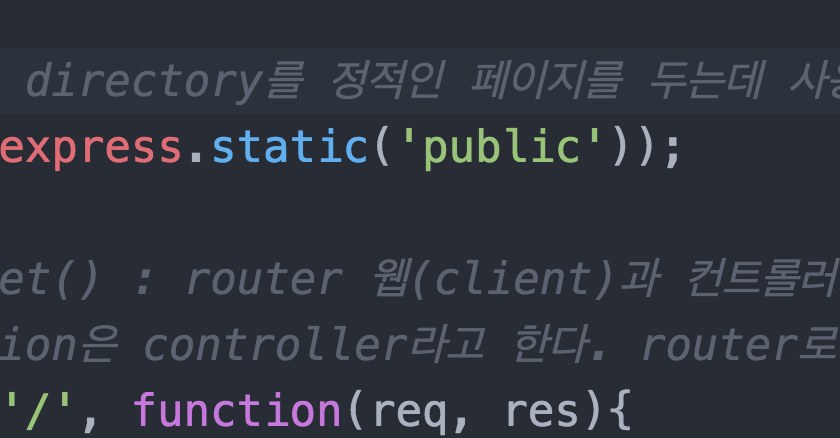 directory를 정적인 페이지를 두는데 사용
express.static('public'));
et() : router 웹(client)과 컨트롤러
ion은 controller라고 한다. router로
'/', function(req, res){